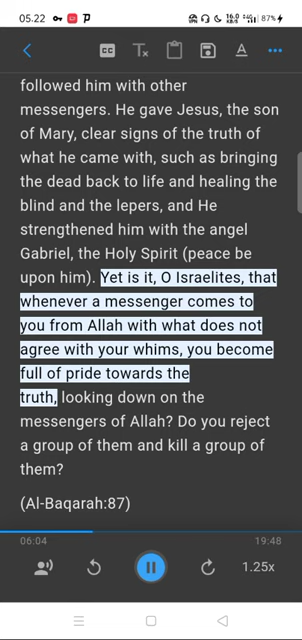 05.22
16.0 KB/S
87%
CC
followed him with other
messengers. He gave Jesus, the son
of Mary, clear signs of the truth of
what he came with, such as bringing
the dead back to life and healing the
blind and the lepers, and He
strengthened him with the angel
Gabriel, the Holy Spirit (peace be
upon him). Yet is it, O Israelites, that
whenever a messenger comes to
you from Allah with what does not
agree with your whims, you become
full of pride towards the
truth, looking down on the
messengers of Allah? Do you reject
a group of them and kill a group of
them?
(Al-Baqarah:87)
06:04
19:48
1.25x